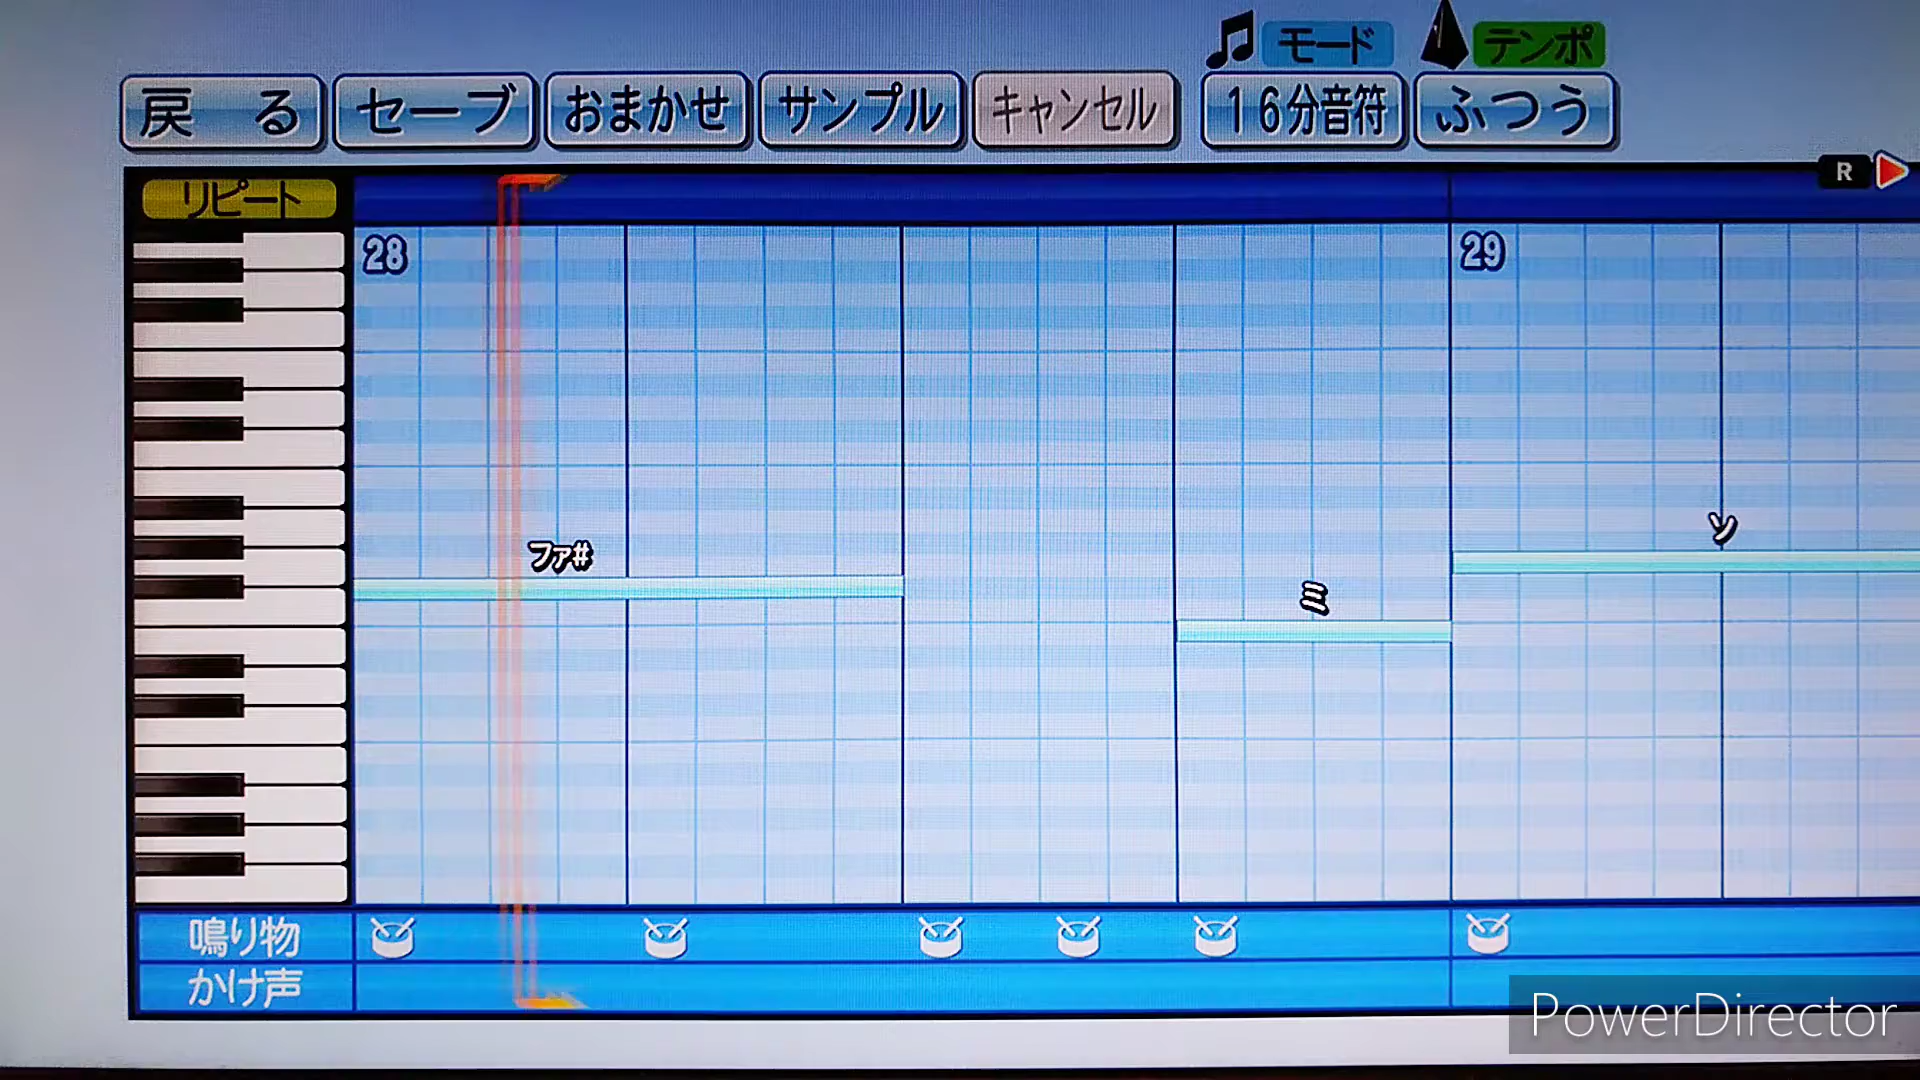 モード テンポ
戻る セーブ おまかせ サンプル キャンセル 16分音符 ふつう
リピート R
28 29
ソ
ファ#
ミ
鳴り物
かけ声
PowerDirector